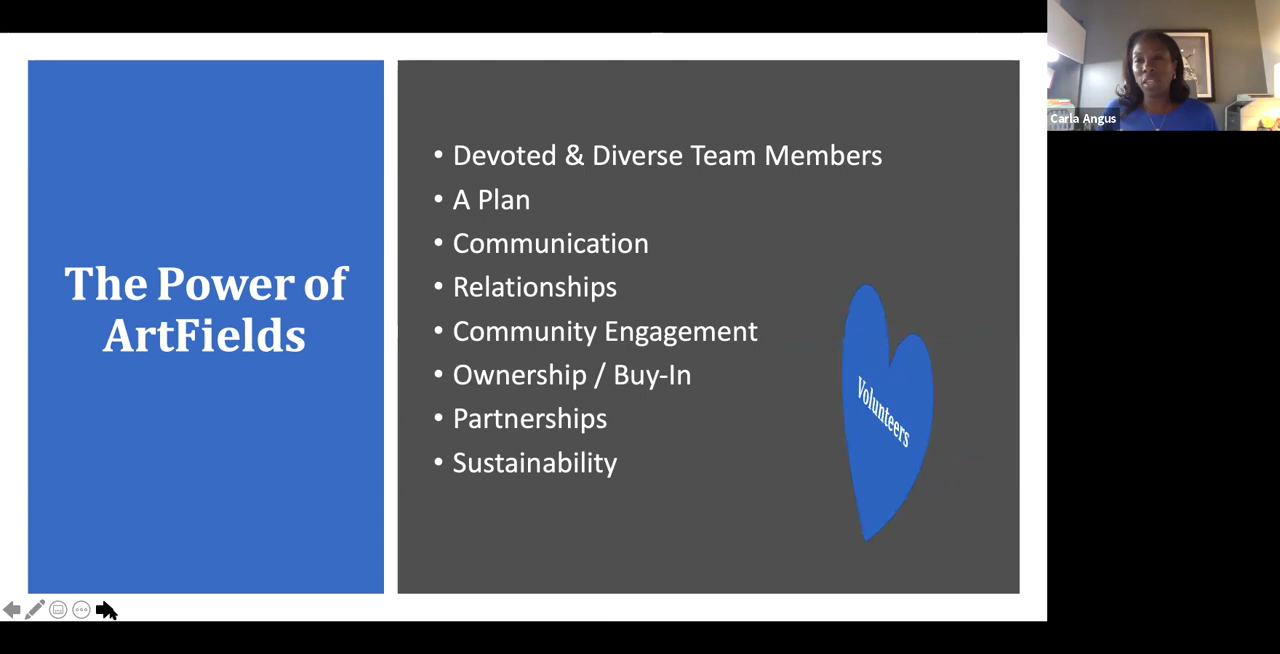 The Power of
ArtFields
• Devoted & Diverse Team Members
• A Plan
• Communication
• Relationships
• Community Engagement
• Ownership / Buy-In
• Partnerships
• Sustainability
Volunteers
Carla Angus